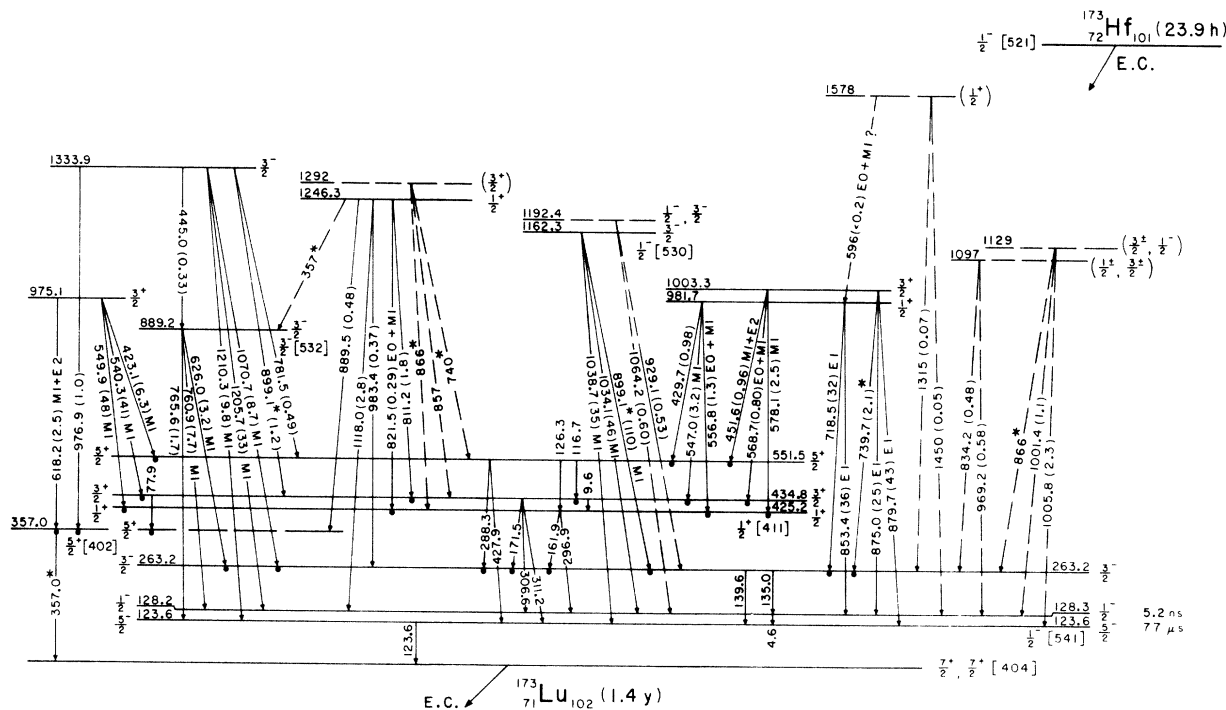 173 72 Hf 101 (23.9 h)
1/2⁻ [521]
E.C.
1578
(1/2⁺)
1333.9 3/2⁻
1292 (3/2⁺)
1246.3 1/2⁺
1192.4 1/2⁻, 3/2⁻
1162.3 3/2⁻
1/2⁻ [530]
1129 (3/2±, 1/2⁻)
1097 (1/2±, 3/2±)
1003.3 3/2⁺
981.7 1/2⁺
975.1 3/2⁺
889.2 3/2⁻
3/2⁻ [532]
445.0 (0.33)
357*
596 (<0.2) E0 + M1 ?
618.2 (2.5) M1 + E2
976.9 (1.0)
549.9 (48) M1
540.3 (41) M1
423.1 (6.3) M1
765.6 (1.7)
760.9 (7.7) M1
626.0 (3.2) M1
1210.3 (9.8) M1
1205.7 (33) M1
1070.7 (8.7) M1
899.1* (1.2)
781.5 (0.49)
889.5 (0.48)
1118.0 (2.8)
983.4 (0.37)
821.5 (0.29) E0 + M1
811.2 (1.8)
866*
857
740*
1038.7 (35) M1
1034.1 (46) M1
899.1* (110) M1
1064.2 (0.60)
929.1 (0.53)
429.7 (0.98)
547.0 (3.2) M1
556.8 (1.3) E0 + M1
451.6 (0.96) M1 + E2
568.7 (0.80) E0 + M1
578.1 (2.5) M1
718.5 (32) E1
853.4 (36) E1
739.7 (2.1)*
875.0 (25) E1
879.7 (43) E1
1315 (0.07)
1450 (0.05)
834.2 (0.48)
969.2 (0.58)
866*
1001.4 (1.1)
1005.8 (2.3)
5/2⁺
551.5 5/2⁺
77.9
126.3
116.7
9.6
3/2⁺
434.8 3/2⁺
1/2⁺
425.2 1/2⁺
1/2⁺ [411]
357.0 5/2⁺
5/2⁺ [402]
288.3
427.9
171.5
306.6
311.2
161.9
296.9
3/2⁻ 263.2
263.2 3/2⁻
357.0*
139.6
135.0
1/2⁻ 128.2
128.3 1/2⁻ 5.2 ns
5/2⁻ 123.6
123.6 5/2⁻ 77 μs
1/2⁻ [541]
123.6
4.6
7/2⁺, 7/2⁺ [404]
E.C.
173 71 Lu 102 (1.4 y)